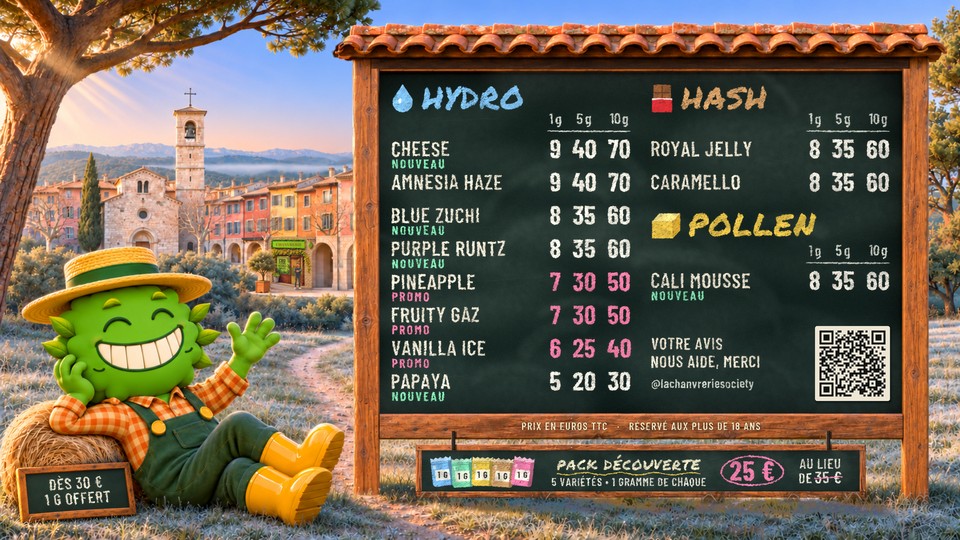 HYDRO
1g 5g 10g
CHEESE 9 40 70
NOUVEAU
AMNESIA HAZE 9 40 70
BLUE ZUCHI 8 35 60
NOUVEAU
PURPLE RUNTZ 8 35 60
NOUVEAU
PINEAPPLE 7 30 50
PROMO
FRUITY GAZ 7 30 50
PROMO
VANILLA ICE 6 25 40
PROMO
PAPAYA 5 20 30
NOUVEAU
HASH
1g 5g 10g
ROYAL JELLY 8 35 60
CARAMELLO 8 35 60
POLLEN
1g 5g 10g
CALI MOUSSE 8 35 60
NOUVEAU
VOTRE AVIS
NOUS AIDE, MERCI
@lachanvreriesociety
PRIX EN EUROS TTC - RESERVÉ AUX PLUS DE 18 ANS
1G 1G 1G 1G 1G
PACK DÉCOUVERTE
5 VARIÉTÉS • 1 GRAMME DE CHAQUE
25 €
AU LIEU
DE 35 €
DÈS 30 €
1 G OFFERT